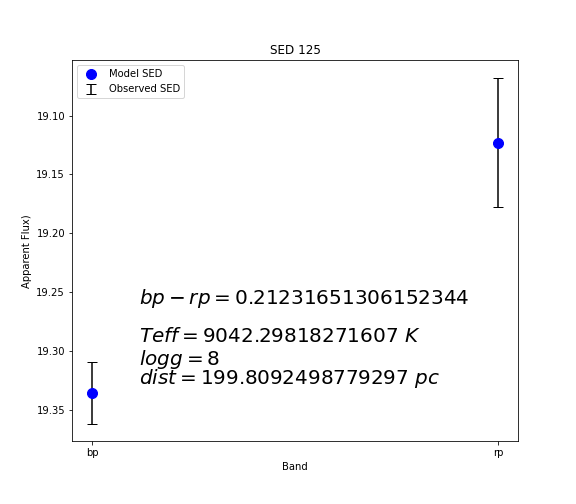 SED 125
Model SED
Observed SED
19.10
19.15
19.20
19.25
19.30
19.35
Apparent Flux)
bp − rp = 0.21231651306152344
Teff = 9042.29818271607 K
logg = 8
dist = 199.8092498779297 pc
bp
rp
Band